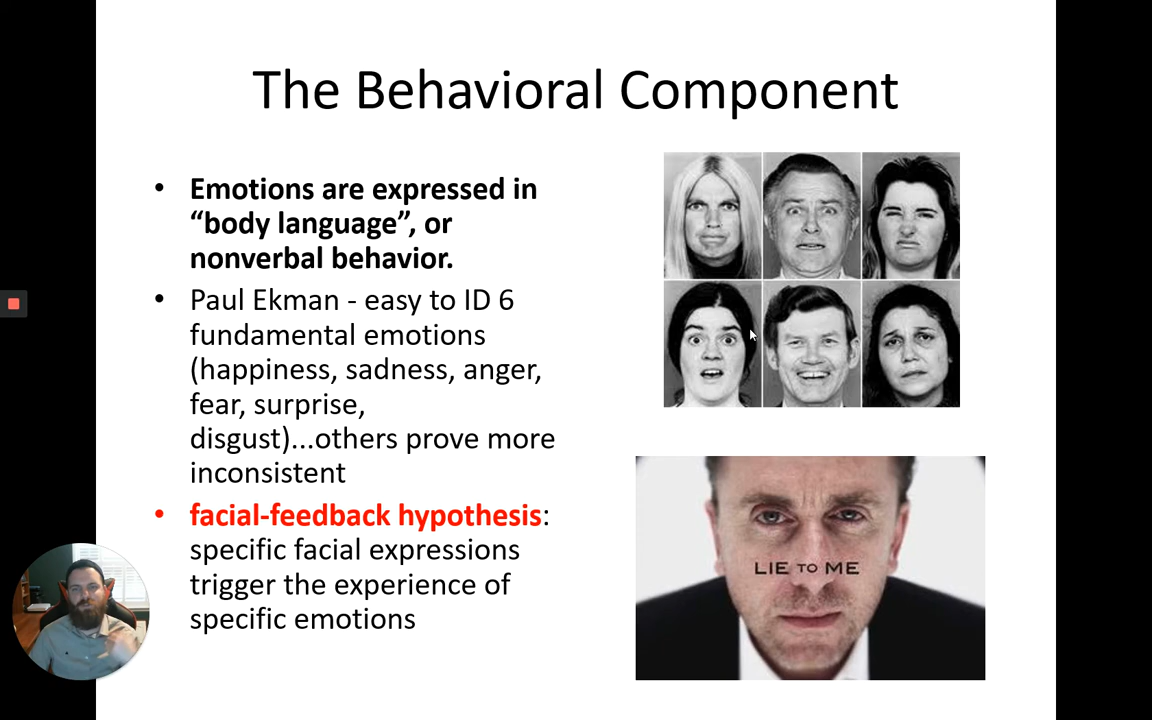 The Behavioral Component
• Emotions are expressed in
“body language”, or
nonverbal behavior.
• Paul Ekman - easy to ID 6
fundamental emotions
(happiness, sadness, anger,
fear, surprise,
disgust)...others prove more
inconsistent
• facial-feedback hypothesis:
specific facial expressions
trigger the experience of
specific emotions
LIE TO ME